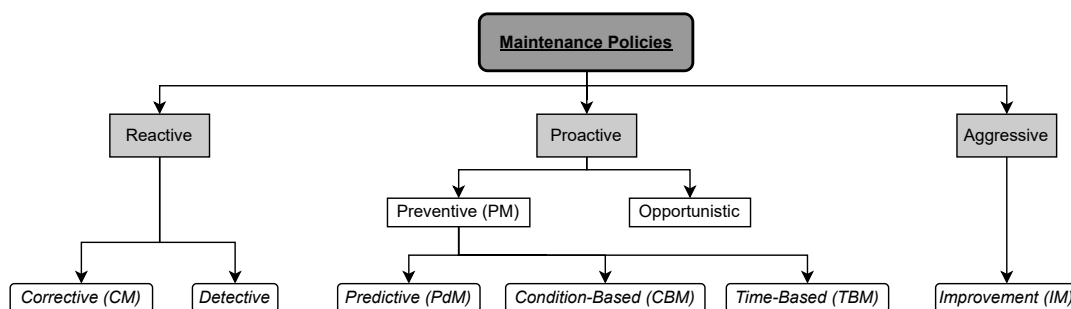 Maintenance Policies
Reactive
Proactive
Aggressive
Preventive (PM)
Opportunistic
Corrective (CM)
Detective
Predictive (PdM)
Condition-Based (CBM)
Time-Based (TBM)
Improvement (IM)